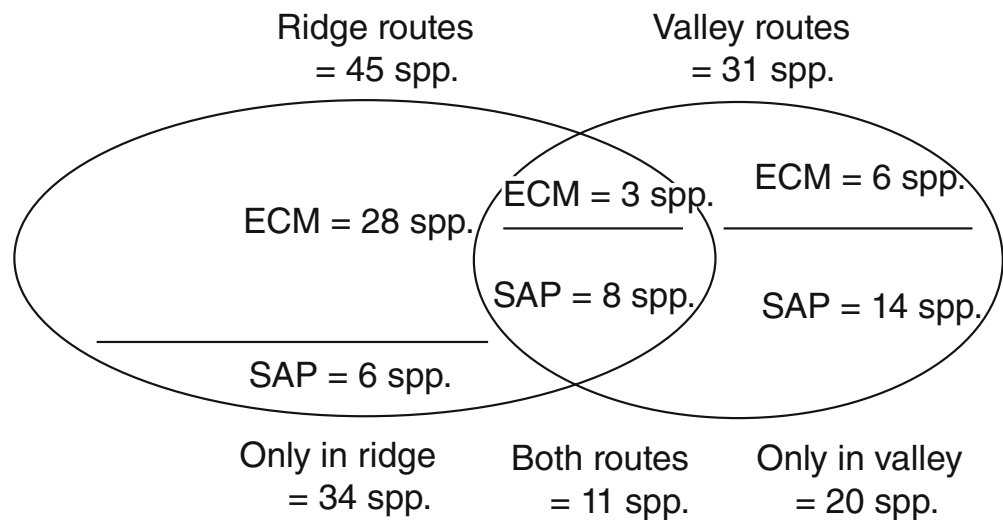 Ridge routes
= 45 spp.
Valley routes
= 31 spp.
ECM = 28 spp.
SAP = 6 spp.
ECM = 3 spp.
SAP = 8 spp.
ECM = 6 spp.
SAP = 14 spp.
Only in ridge
= 34 spp.
Both routes
= 11 spp.
Only in valley
= 20 spp.